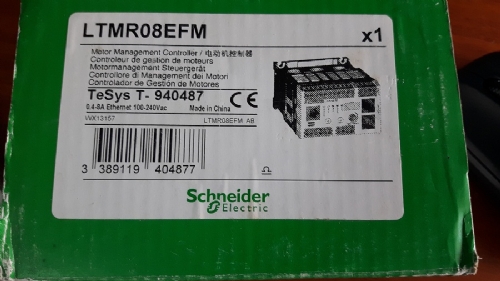 LTMR08EFM x1
Motor Management Controller / 电动机控制器
Controleur de gestion de moteurs
Motormanagement Steuergerät
Controllore di Management dei Motori
Controlador de Gestion de Motores
TeSys T- 940487
0.4-8A Ethernet 100-240Vac Made in China
CE
LTMR08EFM AB
3 389119 404877
Schneider
Electric